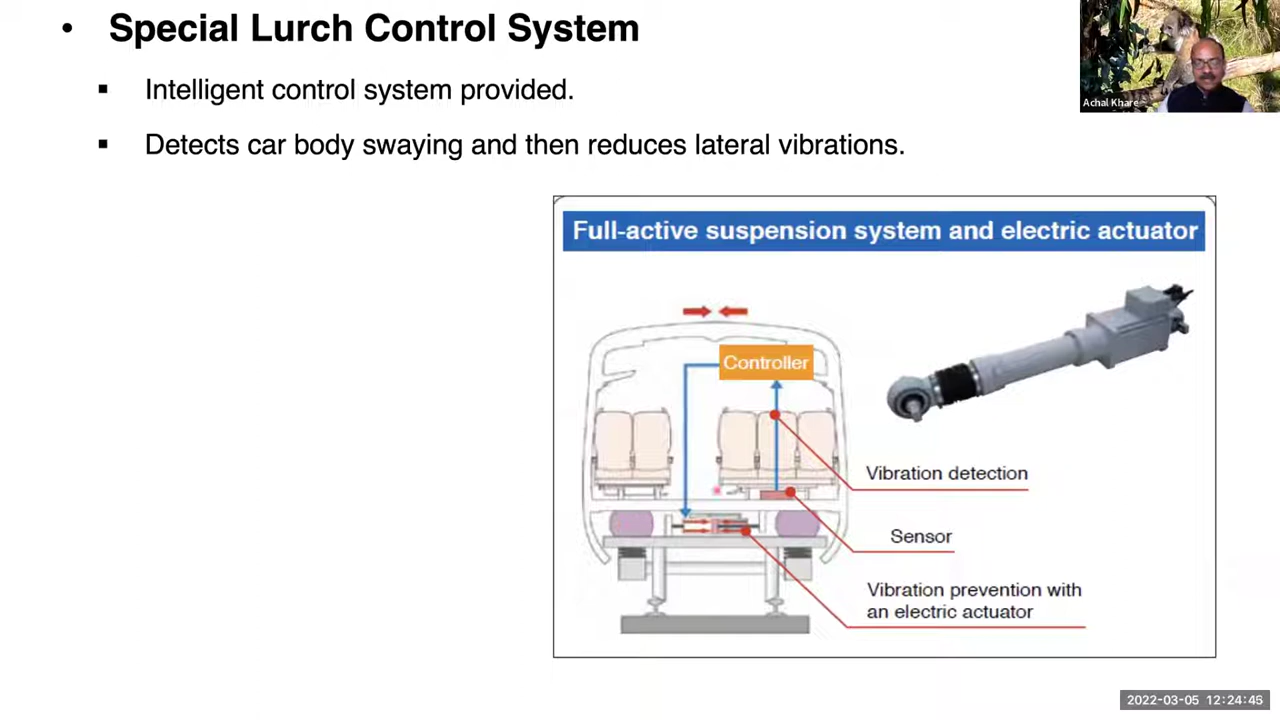 • Special Lurch Control System
▪ Intelligent control system provided.
▪ Detects car body swaying and then reduces lateral vibrations.
Achal Khare
Full-active suspension system and electric actuator
Controller
Vibration detection
Sensor
Vibration prevention with
an electric actuator
2022-03-05 12:24:45